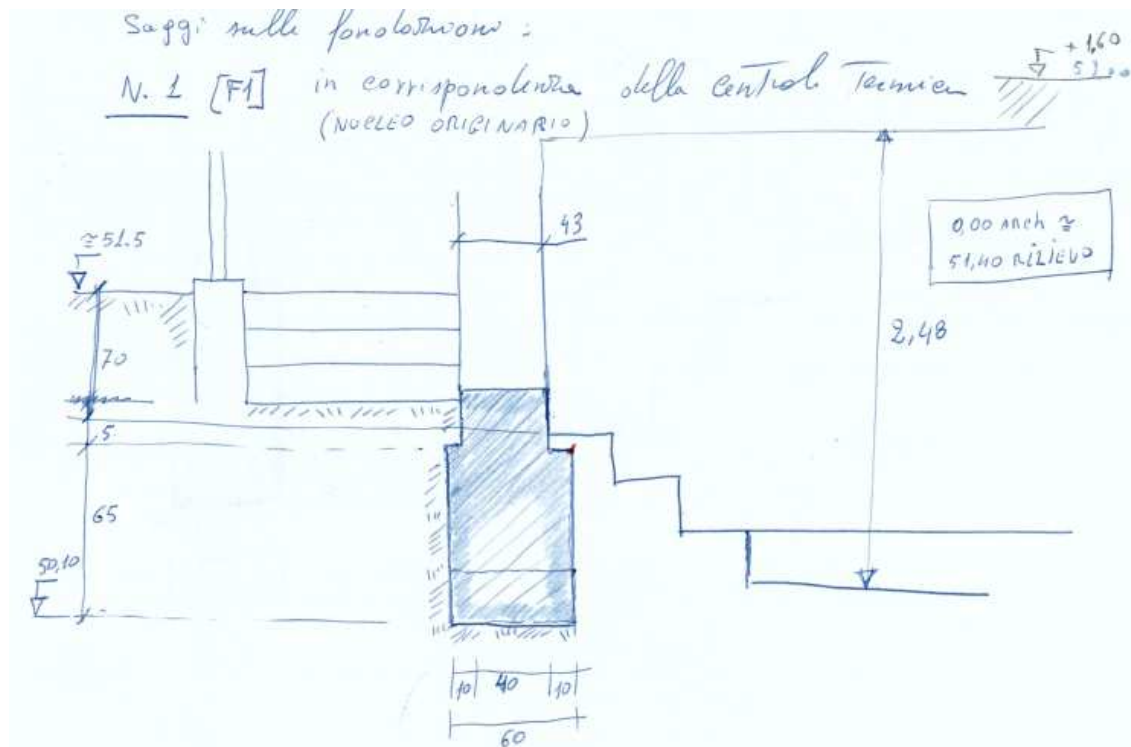 Saggi sulle fondazioni :
N. 1 [F1] in corrispondenza della Centrale Termica
(NUCLEO ORIGINARIO)
+ 1,60
43
≅ 51.5
0,00 ARCH ≅
51,40 RILIEVO
2,48
70
5
65
50,10
10 40 10
60